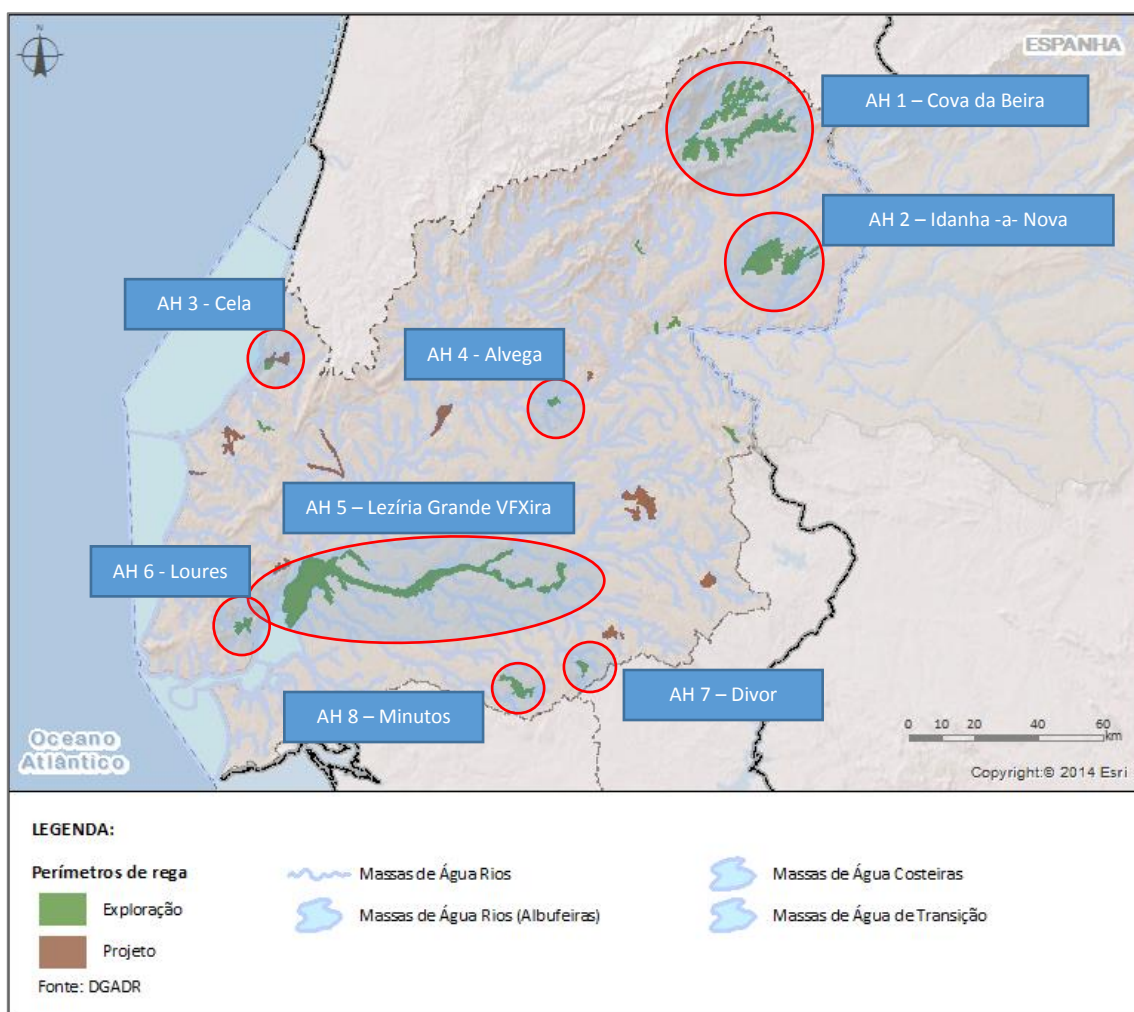 N
ESPANHA
AH 1 – Cova da Beira
AH 2 – Idanha -a- Nova
AH 3 - Cela
AH 4 - Alvega
AH 5 – Lezíria Grande VFXira
AH 6 - Loures
AH 7 – Divor
AH 8 – Minutos
Oceano
Atlântico
0 10 20 40 60
km
Copyright:© 2014 Esri
LEGENDA:
Perímetros de rega
Exploração
Projeto
Fonte: DGADR
Massas de Água Rios
Massas de Água Rios (Albufeiras)
Massas de Água Costeiras
Massas de Água de Transição